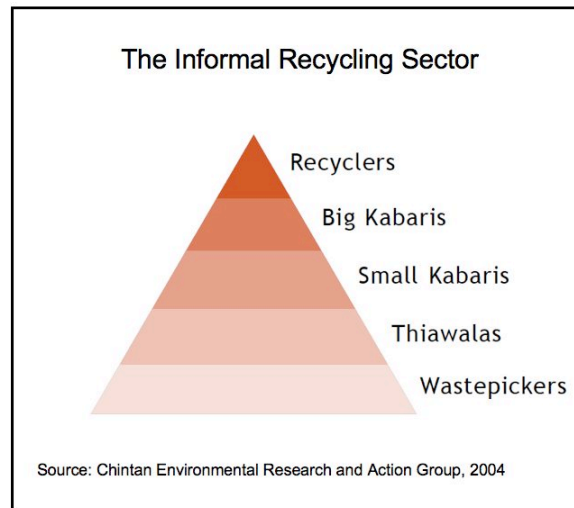 The Informal Recycling Sector
Recyclers
Big Kabaris
Small Kabaris
Thiawalas
Wastepickers
Source: Chintan Environmental Research and Action Group, 2004